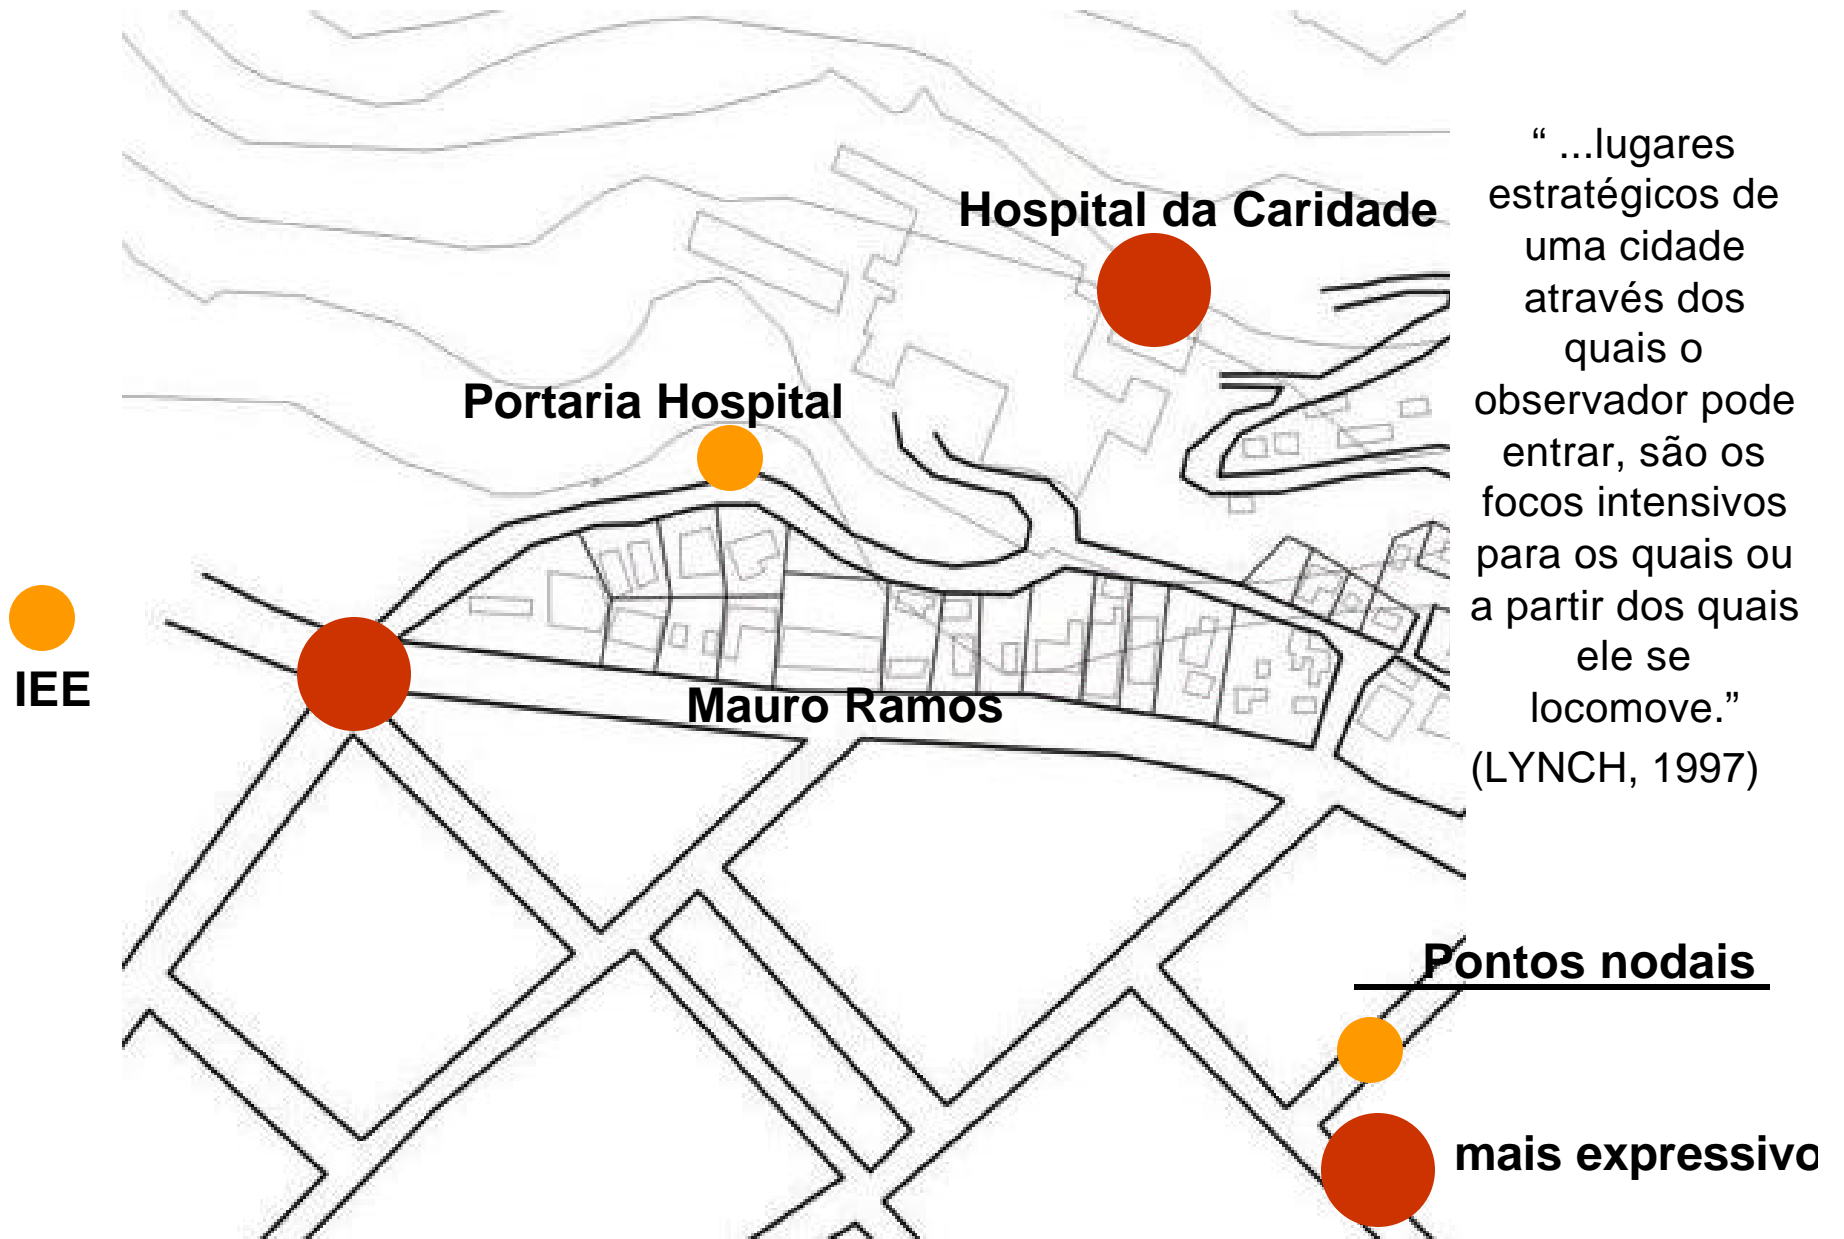 Hospital da Caridade
Portaria Hospital
IEE
Mauro Ramos
“ ...lugares
estratégicos de
uma cidade
através dos
quais o
observador pode
entrar, são os
focos intensivos
para os quais ou
a partir dos quais
ele se
locomove.”
(LYNCH, 1997)
Pontos nodais
mais expressivo